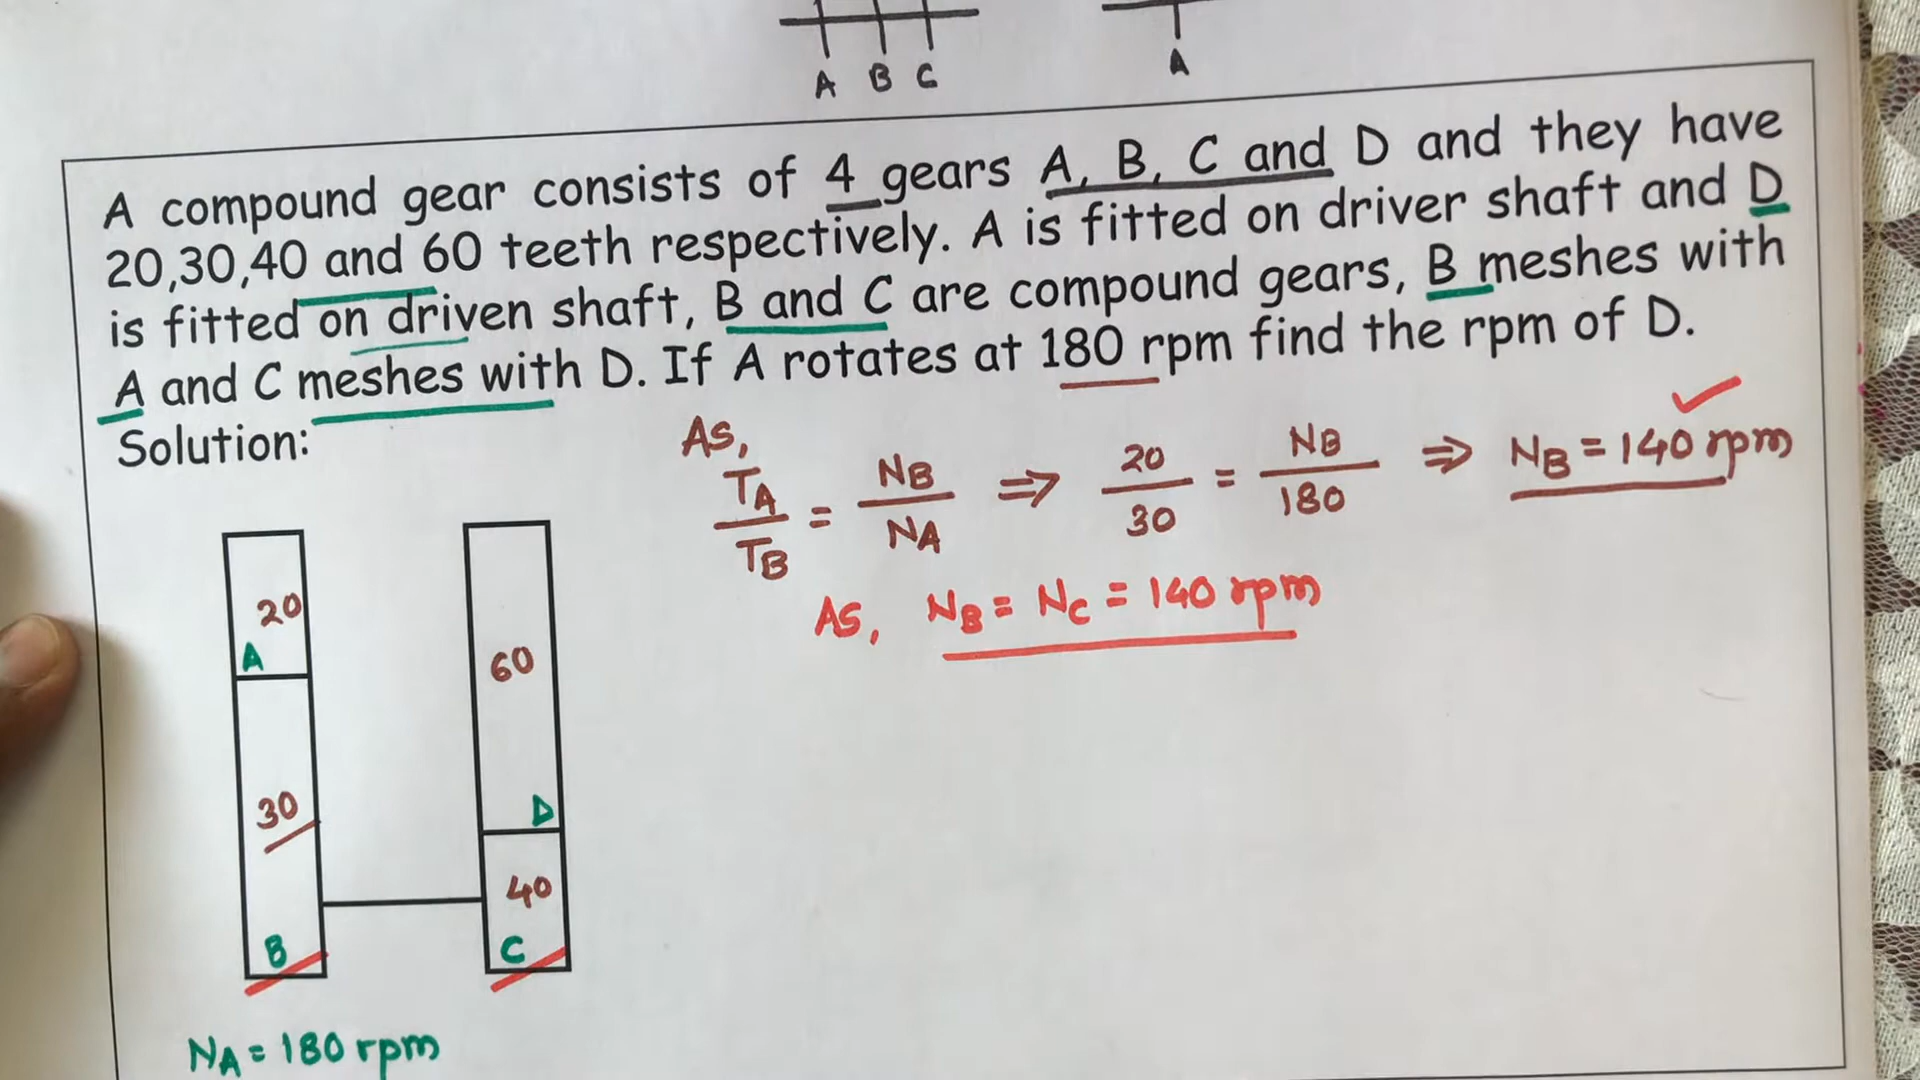 A B C
A
A compound gear consists of 4 gears A, B, C and D and they have
20,30,40 and 60 teeth respectively. A is fitted on driver shaft and D
is fitted on driven shaft, B and C are compound gears, B meshes with
A and C meshes with D. If A rotates at 180 rpm find the rpm of D.
Solution:
As,
TA/TB = NB/NA ⇒ 20/30 = NB/180 ⇒ NB = 140 rpm
As, NB = NC = 140 rpm
20
A
60
30
D
40
B
C
NA = 180 rpm